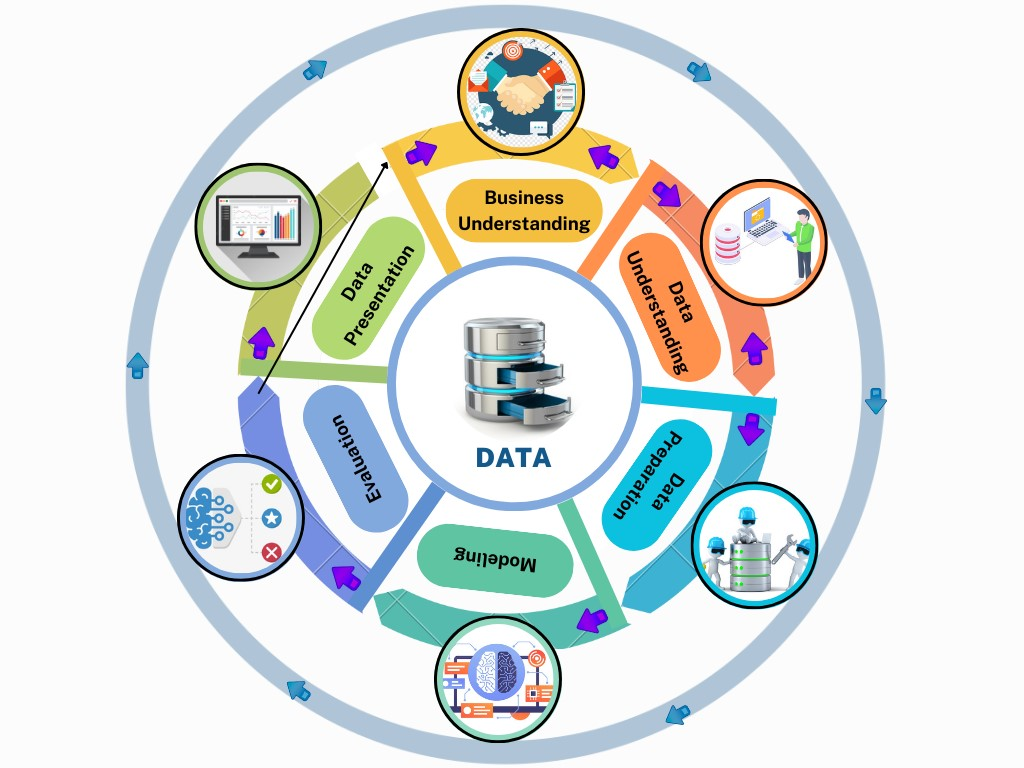 Business
Understanding
Data
Understanding
Data
Preparation
Modeling
Evaluation
Data
Presentation
DATA